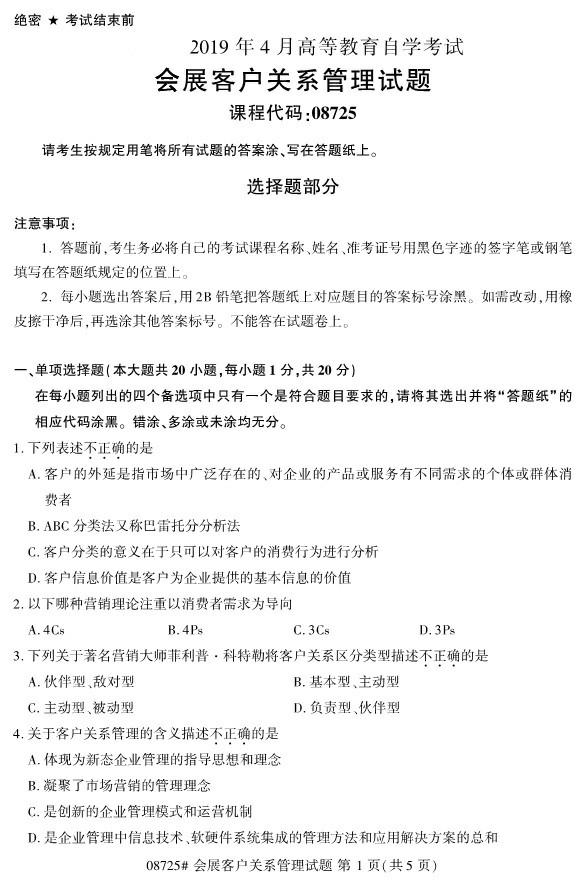 绝密 ★ 考试结束前
2019 年 4 月高等教育自学考试
会展客户关系管理试题
课程代码:08725
请考生按规定用笔将所有试题的答案涂、写在答题纸上。
选择题部分
注意事项:
1. 答题前,考生务必将自己的考试课程名称、姓名、准考证号用黑色字迹的签字笔或钢笔
填写在答题纸规定的位置上。
2. 每小题选出答案后,用 2B 铅笔把答题纸上对应题目的答案标号涂黑。如需改动,用橡
皮擦干净后,再选涂其他答案标号。不能答在试题卷上。
一、单项选择题(本大题共 20 小题,每小题 1 分,共 20 分)
在每小题列出的四个备选项中只有一个是符合题目要求的,请将其选出并将“答题纸”的
相应代码涂黑。错涂、多涂或未涂均无分。
1. 下列表述不正确的是
A. 客户的外延是指市场中广泛存在的、对企业的产品或服务有不同需求的个体或群体消
费者
B. ABC 分类法又称巴雷托分分析法
C. 客户分类的意义在于只可以对客户的消费行为进行分析
D. 客户信息价值是客户为企业提供的基本信息的价值
2. 以下哪种营销理论注重以消费者需求为导向
A. 4Cs B. 4Ps C. 3Cs D. 3Ps
3. 下列关于著名营销大师菲利普·科特勒将客户关系区分类型描述不正确的是
A. 伙伴型、敌对型 B. 基本型、主动型
C. 主动型、被动型 D. 负责型、伙伴型
4. 关于客户关系管理的含义描述不正确的是
A. 体现为新态企业管理的指导思想和理念
B. 凝聚了市场营销的管理理念
C. 是创新的企业管理模式和运营机制
D. 是企业管理中信息技术、软硬件系统集成的管理方法和应用解决方案的总和
08725# 会展客户关系管理试题 第 1 页(共 5 页)